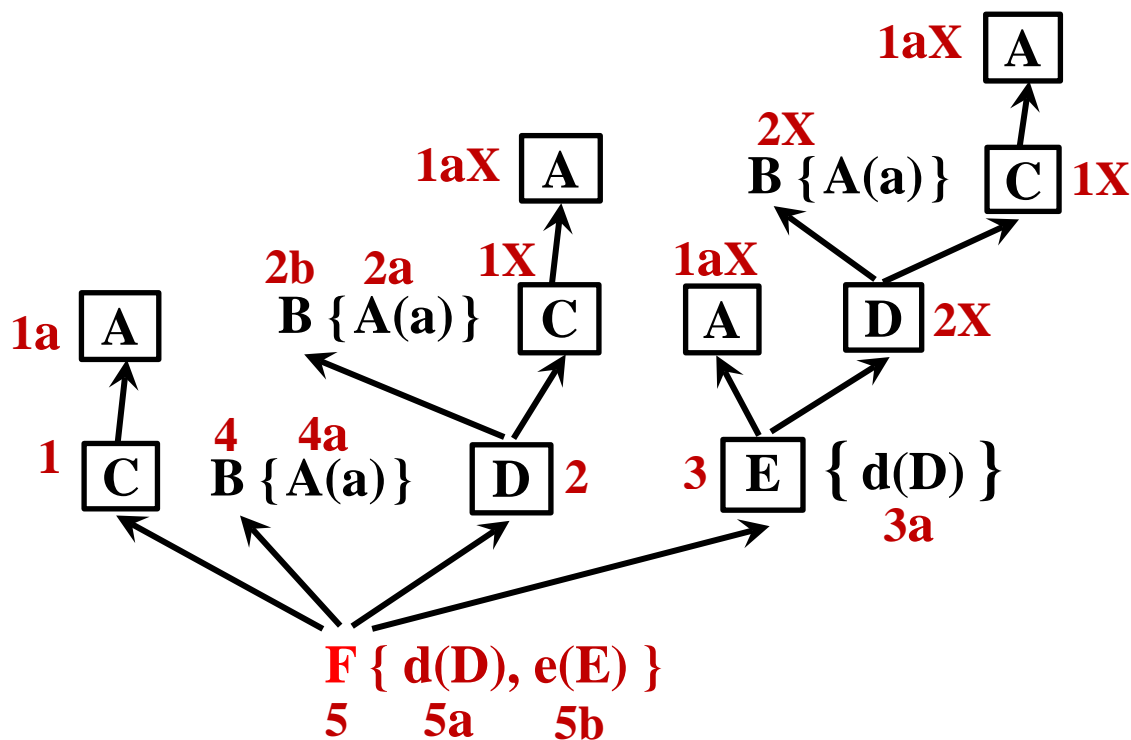 1aX A
2X
B {A(a)} C 1X
1aX A
2b 2a 1X 1aX
B {A(a)} C A D 2X
1a A
4 4a
1 C B {A(a)} D 2 3 E { d(D) }
3a
F { d(D), e(E) }
5 5a 5b